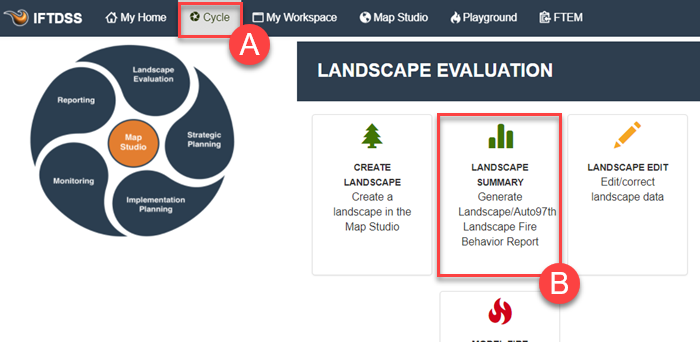 IFTDSS My Home Cycle My Workspace Map Studio Playground FTEM
A
Landscape
Evaluation
Reporting
Strategic
Planning
Map
Studio
Monitoring
Implementation
Planning
LANDSCAPE EVALUATION
CREATE
LANDSCAPE
Create a
landscape in the
Map Studio
LANDSCAPE
SUMMARY
Generate
Landscape/Auto97th
Landscape Fire
Behavior Report
LANDSCAPE EDIT
Edit/correct
landscape data
B
MODEL FIRE